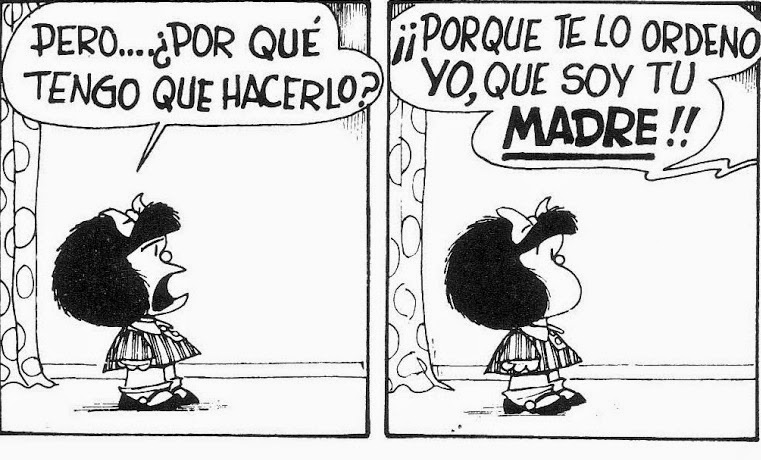 PERO....¿POR QUÉ
TENGO QUE HACERLO?
¡¡PORQUE TE LO ORDENO
YO, QUE SOY TU
MADRE!!